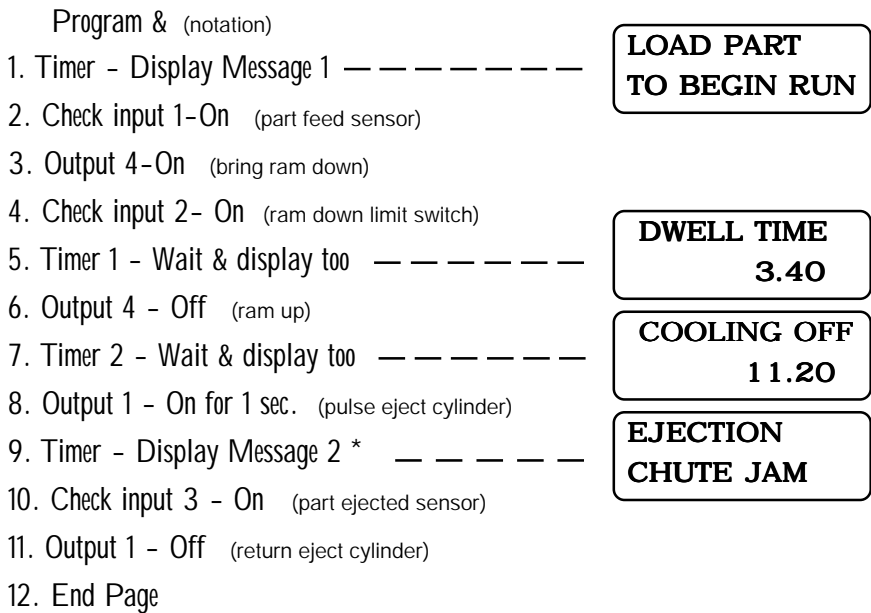 Program & (notation)
1. Timer - Display Message 1
LOAD PART
TO BEGIN RUN
2. Check input 1-On (part feed sensor)
3. Output 4-On (bring ram down)
4. Check input 2- On (ram down limit switch)
5. Timer 1 - Wait & display too
DWELL TIME
3.40
6. Output 4 - Off (ram up)
7. Timer 2 - Wait & display too
COOLING OFF
11.20
8. Output 1 - On for 1 sec. (pulse eject cylinder)
9. Timer - Display Message 2 *
EJECTION
CHUTE JAM
10. Check input 3 - On (part ejected sensor)
11. Output 1 - Off (return eject cylinder)
12. End Page